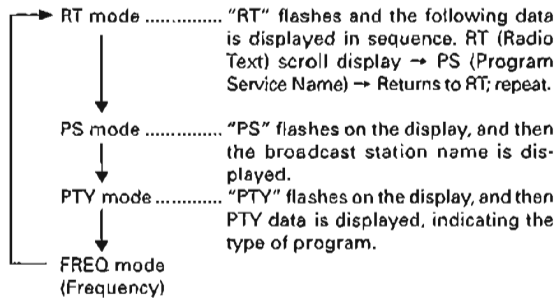 RT mode .............. "RT" flashes and the following data
is displayed in sequence. RT (Radio
Text) scroll display → PS (Program
Service Name) → Returns to RT; repeat.
PS mode .............. "PS" flashes on the display, and then
the broadcast station name is dis-
played.
PTY mode ............. "PTY" flashes on the display, and then
PTY data is displayed, indicating the
type of program.
FREQ mode
(Frequency)